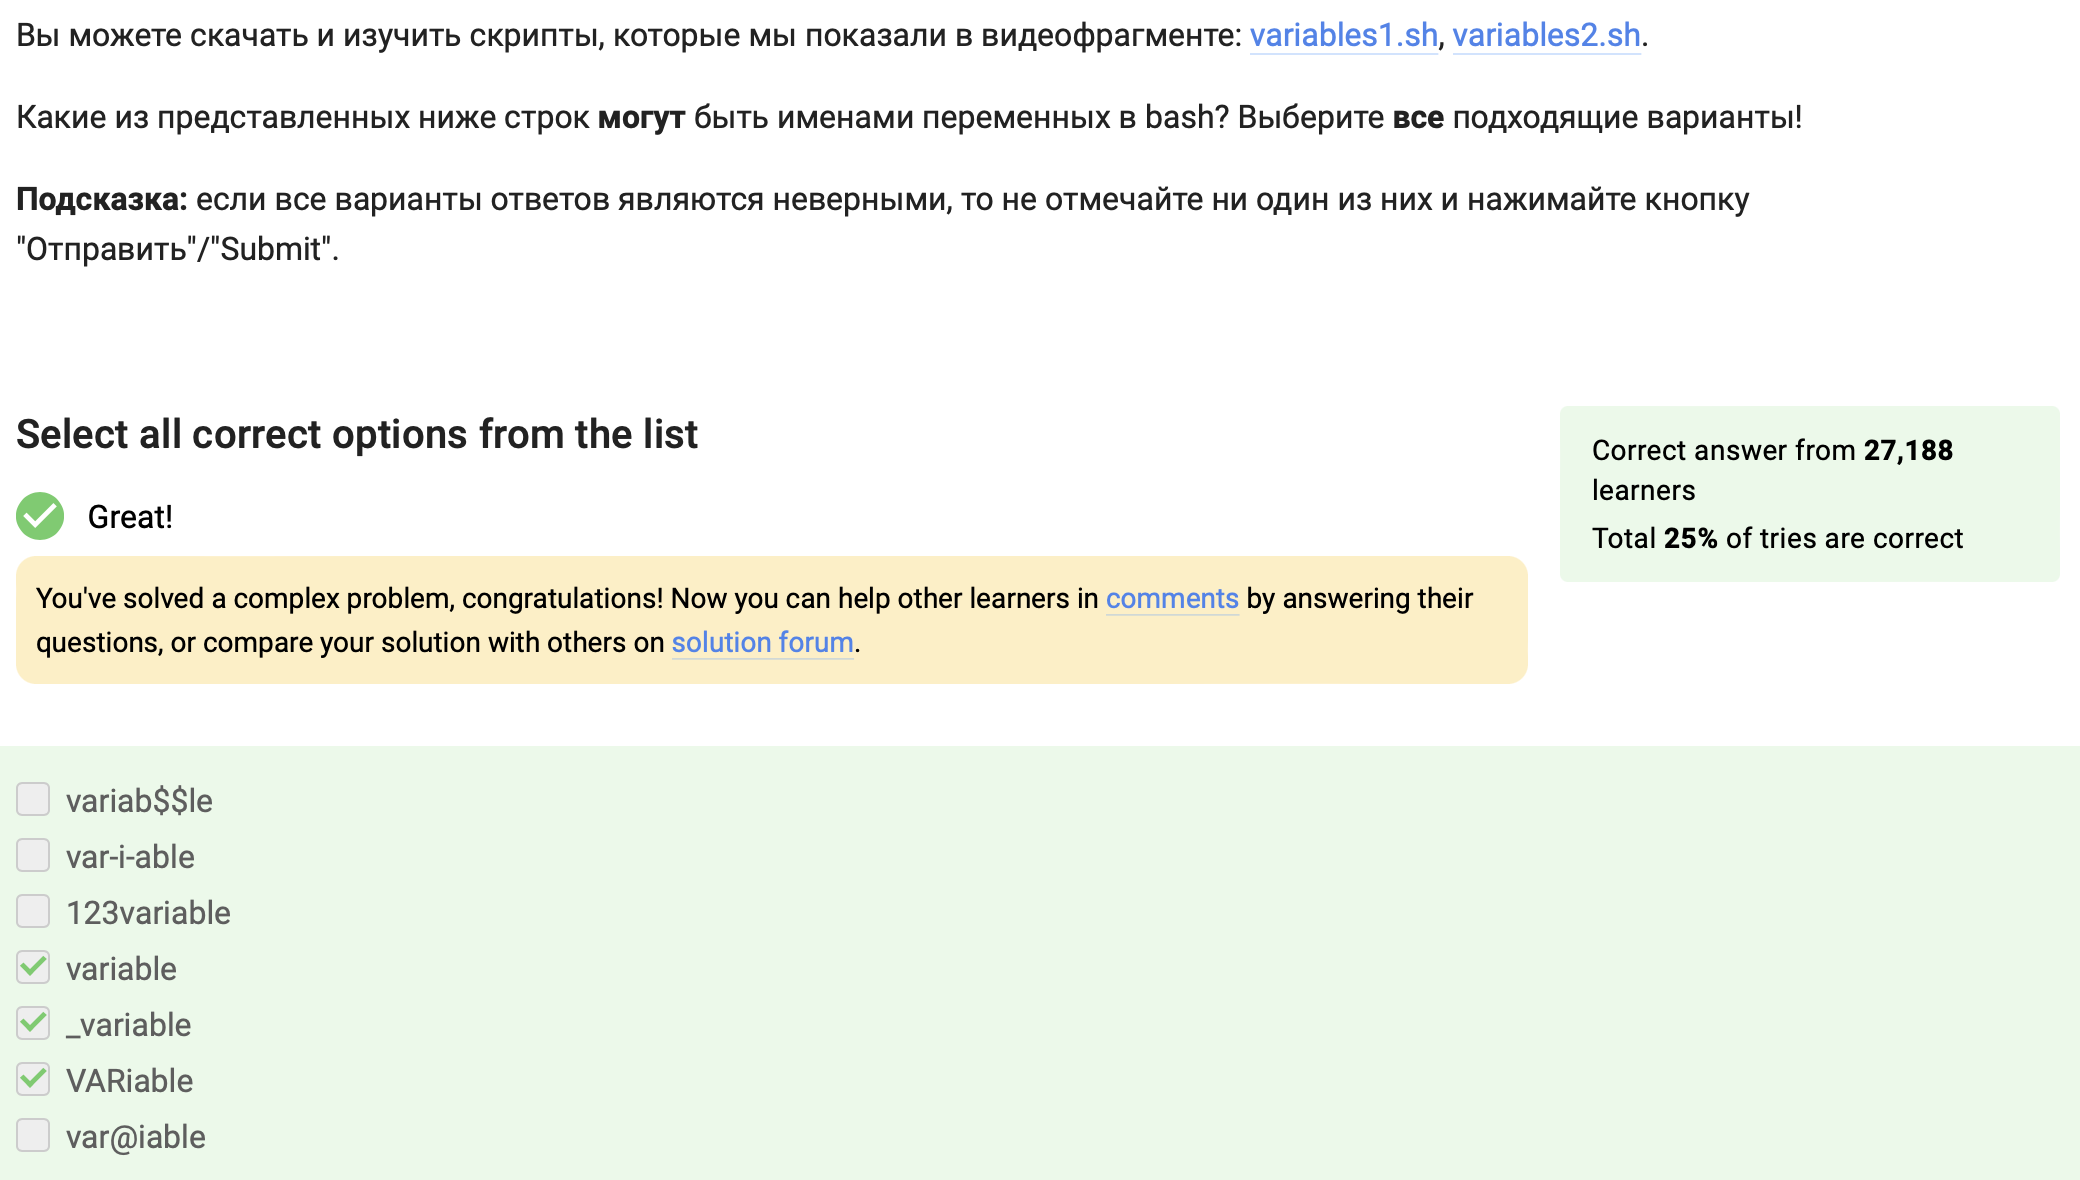 Вы можете скачать и изучить скрипты, которые мы показали в видеофрагменте: variables1.sh, variables2.sh.
Какие из представленных ниже строк могут быть именами переменных в bash? Выберите все подходящие варианты!
Подсказка: если все варианты ответов являются неверными, то не отмечайте ни один из них и нажимайте кнопку
"Отправить"/"Submit".
Select all correct options from the list
Great!
You've solved a complex problem, congratulations! Now you can help other learners in comments by answering their
questions, or compare your solution with others on solution forum.
Correct answer from 27,188
learners
Total 25% of tries are correct
variab$$le
var-i-able
123variable
variable
_variable
VARiable
var@iable